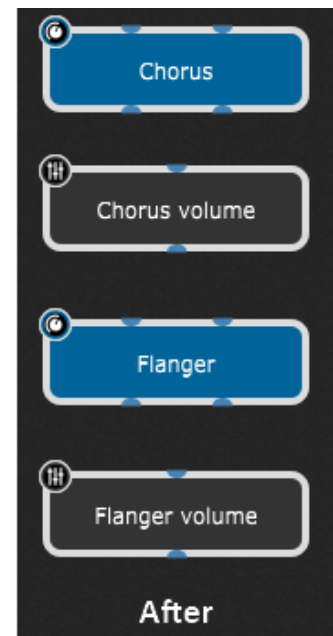 Chorus
Chorus volume
Flanger
Flanger volume
After